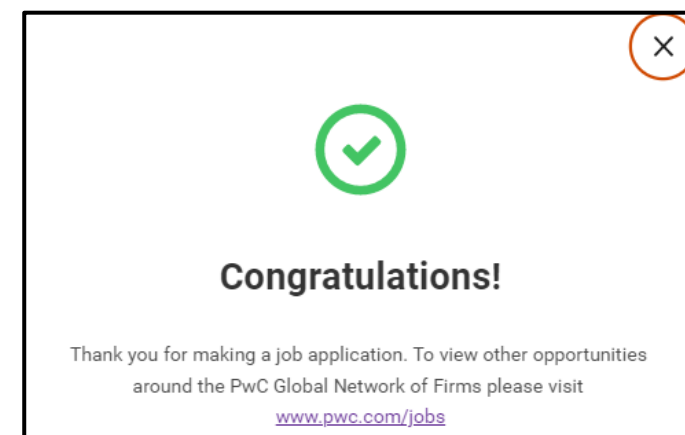 Congratulations!
Thank you for making a job application. To view other opportunities
around the PwC Global Network of Firms please visit
www.pwc.com/jobs